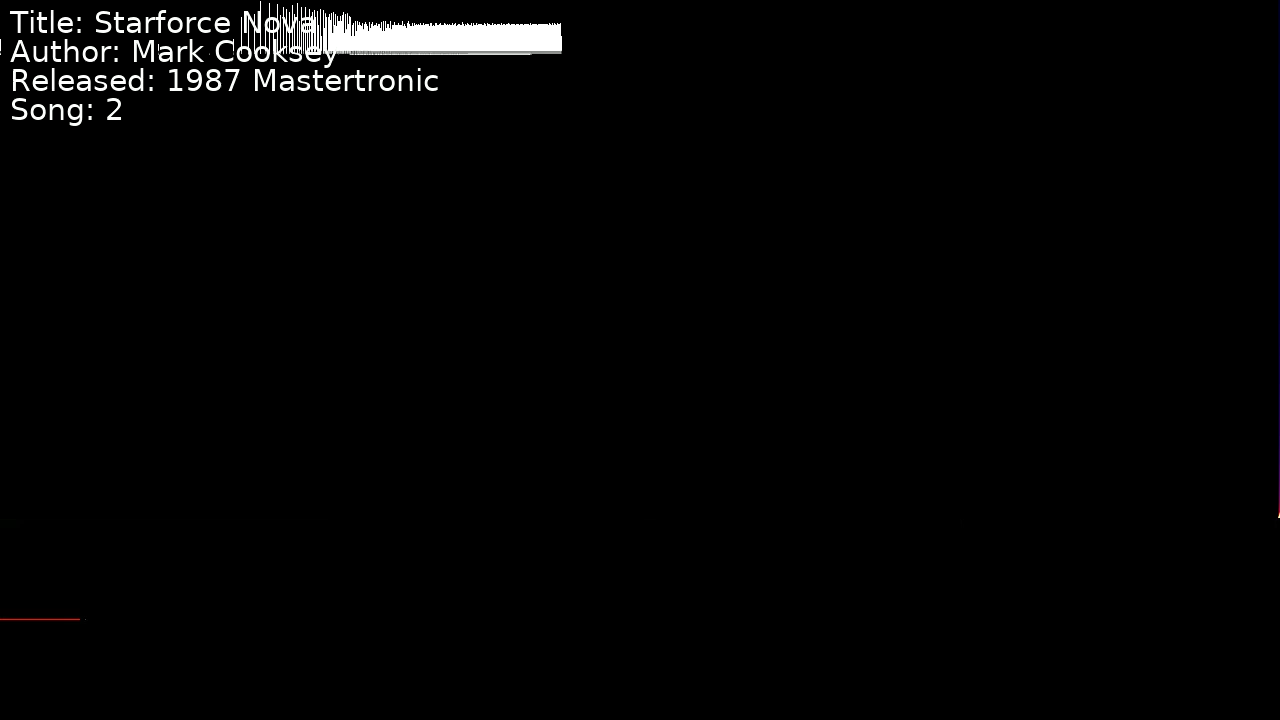 Title: Starforce Nova
Author: Mark Cooksey
Released: 1987 Mastertronic
Song: 2